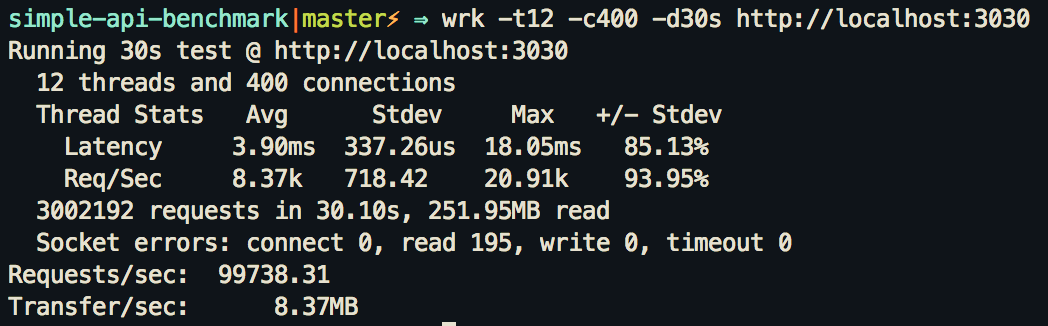 simple-api-benchmark|master⚡ ⇒ wrk -t12 -c400 -d30s http://localhost:3030
Running 30s test @ http://localhost:3030
  12 threads and 400 connections
  Thread Stats   Avg      Stdev     Max   +/- Stdev
    Latency     3.90ms  337.26us  18.05ms   85.13%
    Req/Sec     8.37k   718.42    20.91k    93.95%
  3002192 requests in 30.10s, 251.95MB read
  Socket errors: connect 0, read 195, write 0, timeout 0
Requests/sec:  99738.31
Transfer/sec:      8.37MB